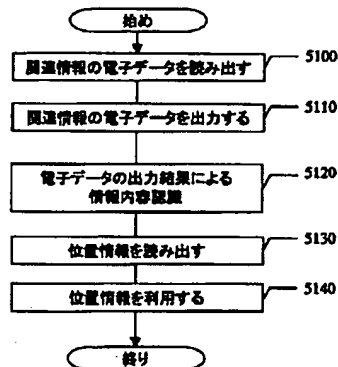 始め
関連情報の電子データを読み出す
5100
関連情報の電子データを出力する
5110
電子データの出力結果による
情報内容認識
5120
位置情報を読み出す
5130
位置情報を利用する
5140
終り